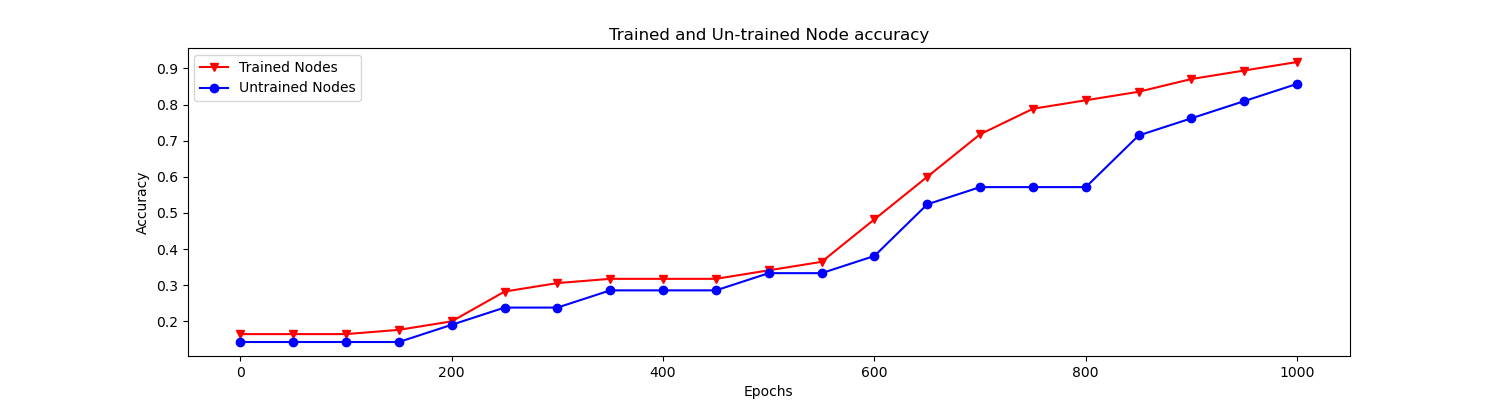 Trained and Un-trained Node accuracy
Trained Nodes
Untrained Nodes
Accuracy
0.9
0.8
0.7
0.6
0.5
0.4
0.3
0.2
0 200 400 600 800 1000
Epochs